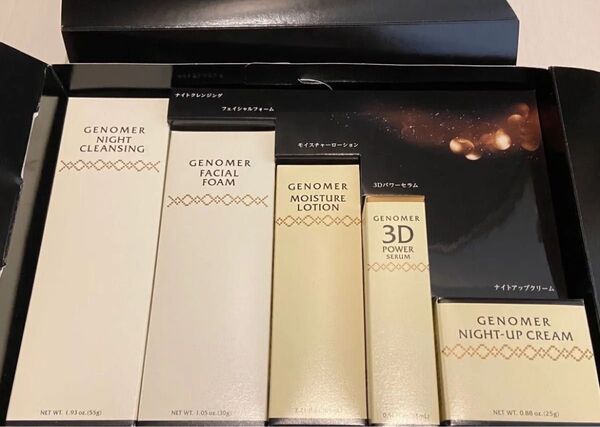 ナイトクレンジング
フェイシャルフォーム
モイスチャーローション
3Dパワーセラム
ナイトアップクリーム
GENOMER
NIGHT
CLEANSING
NET WT. 1.93 oz.(55g)
GENOMER
FACIAL
FOAM
NET WT. 1.05 oz.(30g)
GENOMER
MOISTURE
LOTION
GENOMER
3D
POWER
SERUM
GENOMER
NIGHT-UP CREAM
NET WT. 0.88 oz.(25g)